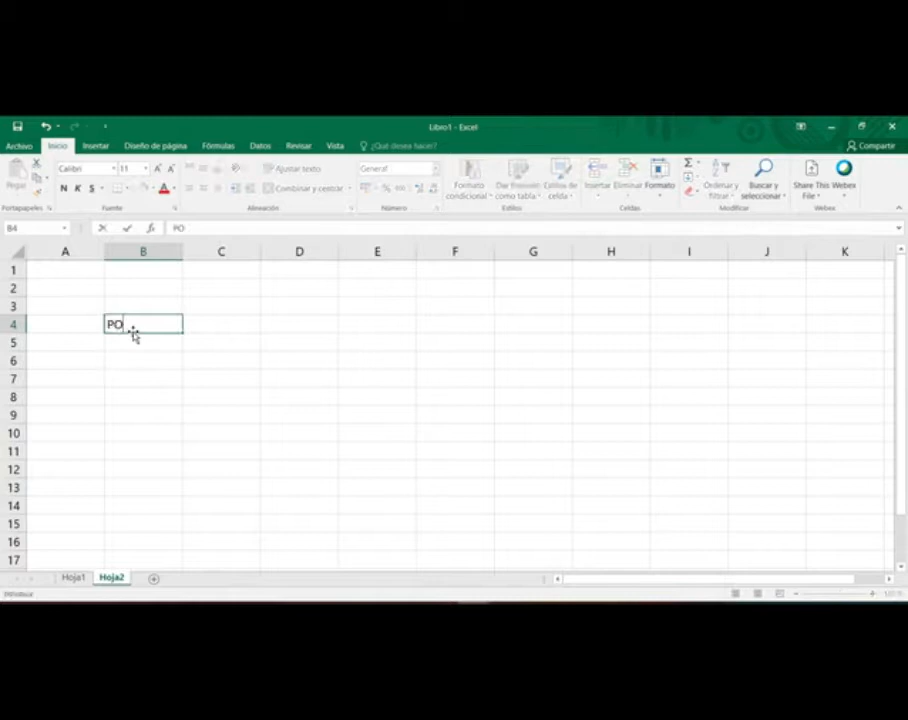 Libro1 - Excel
Archivo Inicio Insertar Diseño de página Fórmulas Datos Revisar Vista ¿Qué desea hacer? Compartir
Pegar
Calibri 11
N K S
Ajustar texto
Combinar y centrar
General
Formato condicional
Dar formato como tabla
Estilos de celda
Insertar Eliminar Formato
Ordenar y filtrar
Buscar y seleccionar
Share This File
Webex
Portapapeles Fuente Alineación Número Estilos Celdas Modificar Webex
B4 fx PO
A B C D E F G H I J K
1
2
3
4 PO
5
6
7
8
9
10
11
12
13
14
15
16
17
Hoja1 Hoja2